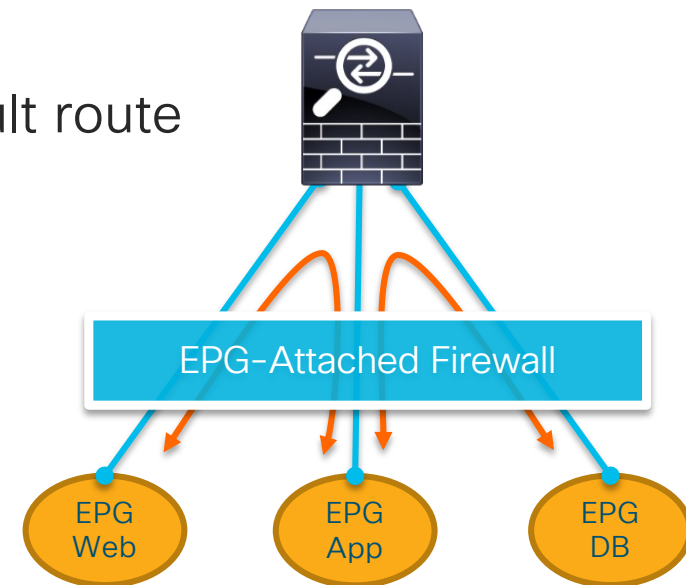 ult route
EPG-Attached Firewall
EPG
Web
EPG
App
EPG
DB